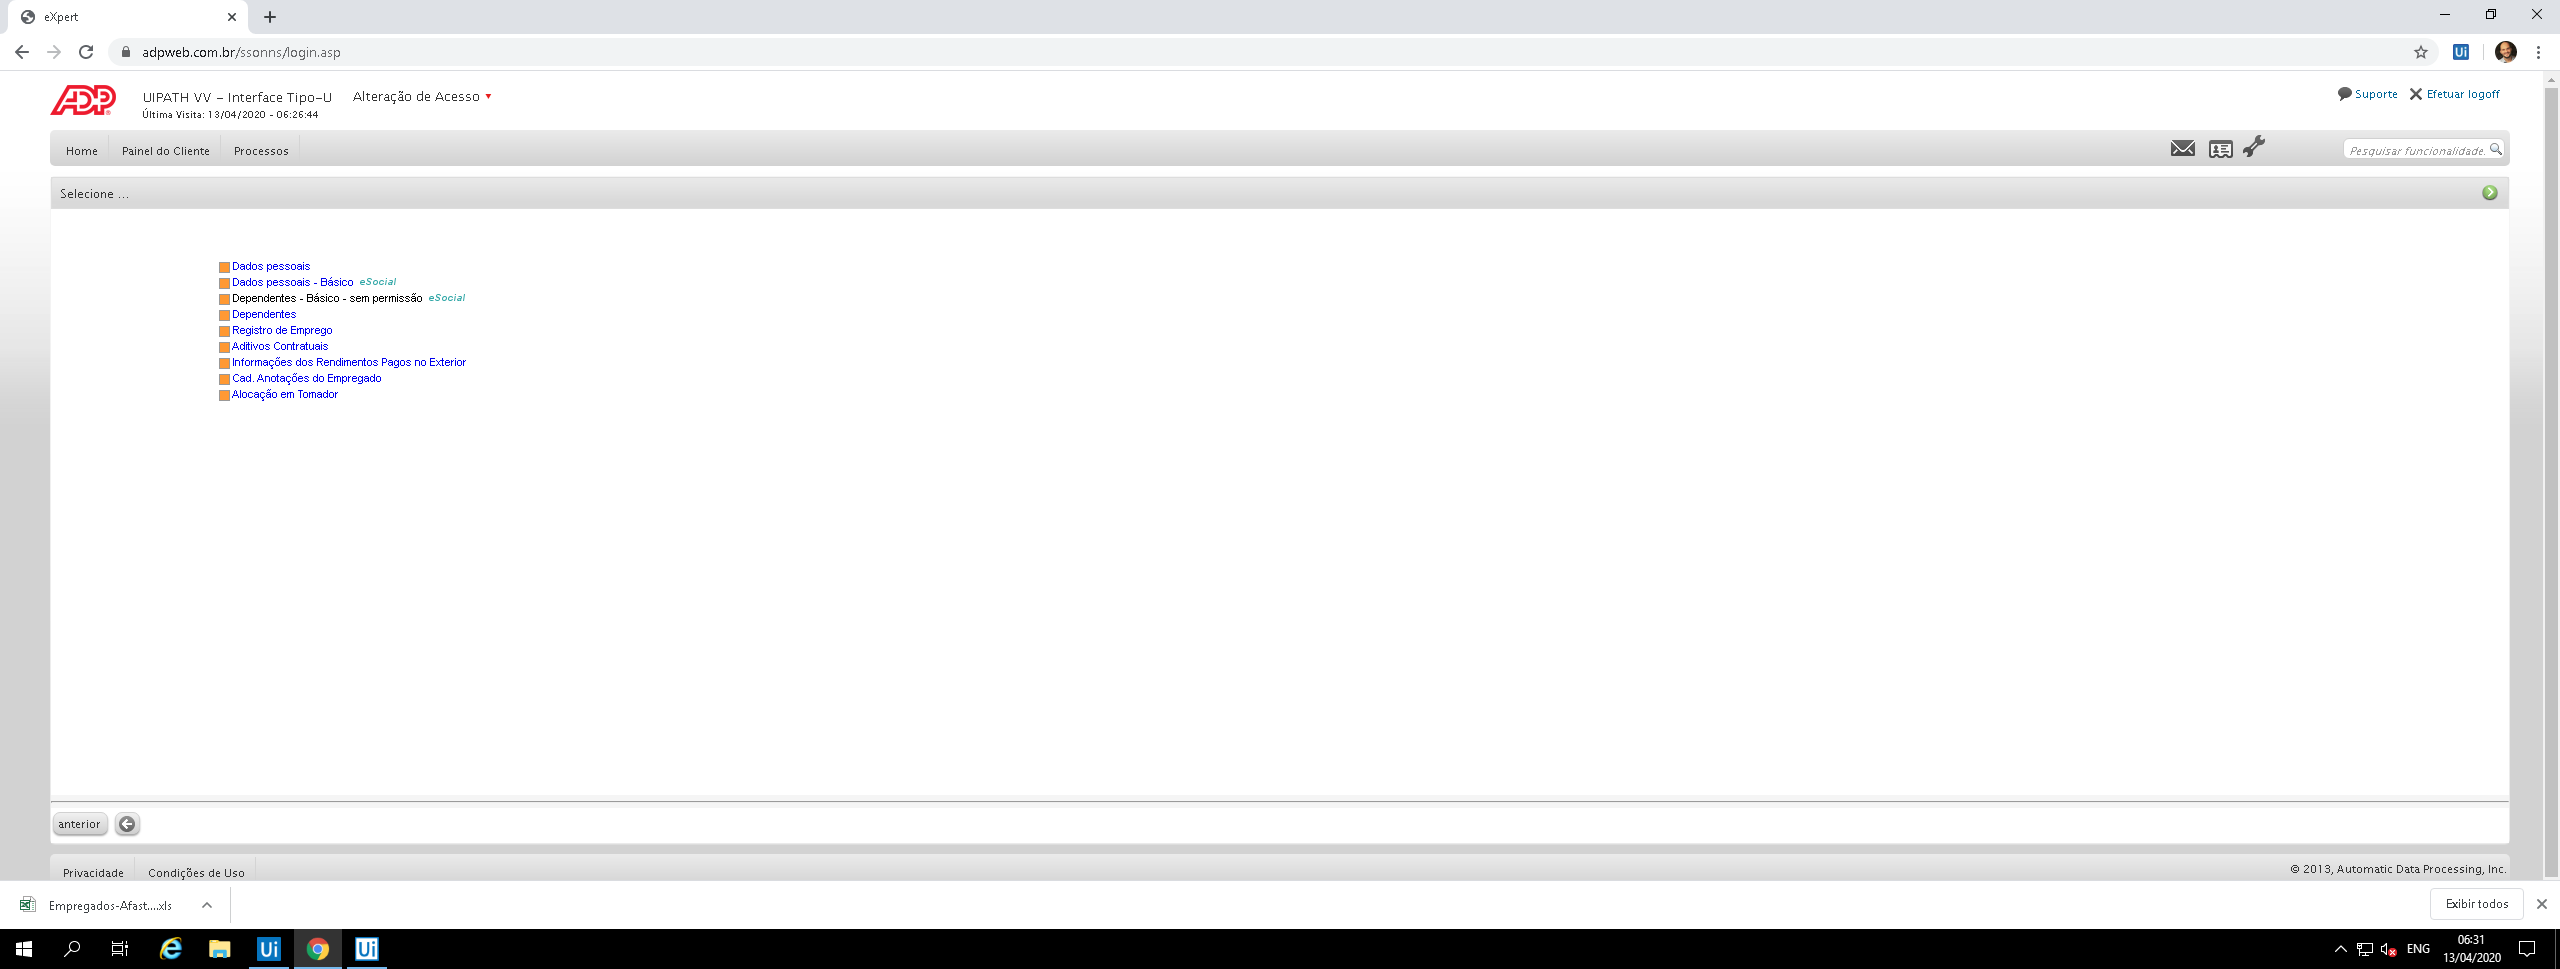 eXpert
adpweb.com.br/ssonns/login.asp
Ui
ADP
UIPATH VV - Interface Tipo-U
Alteração de Acesso
Última Visita: 13/04/2020 - 06:26:44
Suporte
Efetuar logoff
Home
Painel do Cliente
Processos
Pesquisar funcionalidade.
Selecione ...
Dados pessoais
Dados pessoais - Básico eSocial
Dependentes - Básico - sem permissão eSocial
Dependentes
Registro de Emprego
Aditivos Contratuais
Informações dos Rendimentos Pagos no Exterior
Cad. Anotações do Empregado
Alocação em Tomador
anterior
Privacidade
Condições de Uso
© 2013, Automatic Data Processing, Inc.
Empregados-Afast....xls
Exibir todos
Ui
Ui
ENG
06:31
13/04/2020